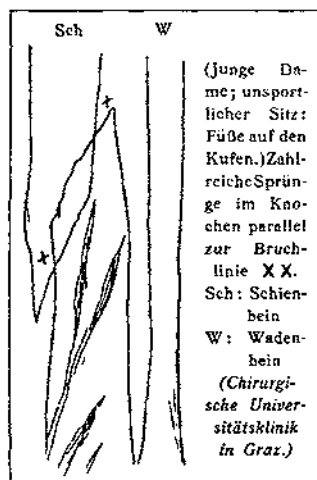 Sch W
(Junge Da-
me; unsport-
licher Sitz:
Füße auf den
Kufen.) Zahl-
reiche Sprün-
ge im Kno-
chen parallel
zur Bruch-
linie X X.
Sch: Schien-
bein
W: Waden-
bein
(Chirurgi-
sche Univer-
sitätsklinik
in Graz.)
x
x